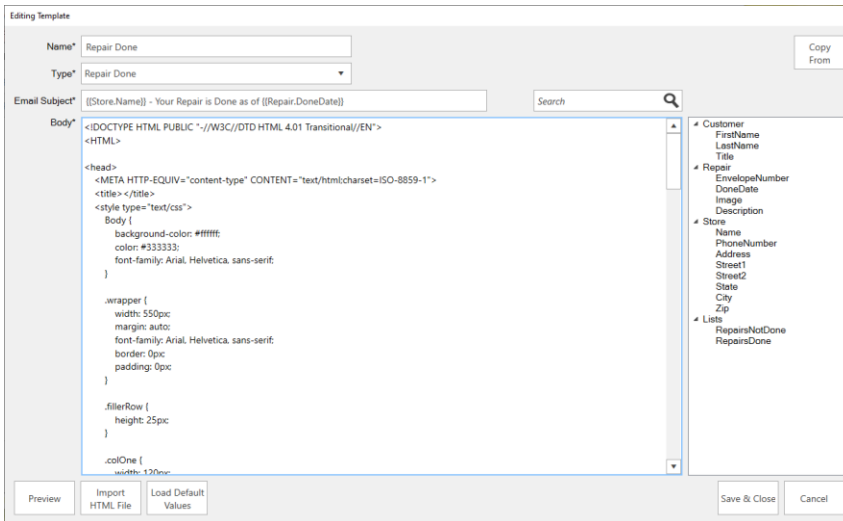 Editing Template
Name* Repair Done
Copy
From
Type* Repair Done
Email Subject* {{Store.Name}} - Your Repair is Done as of {{Repair.DoneDate}}
Search
Body*
<!DOCTYPE HTML PUBLIC "-//W3C//DTD HTML 4.01 Transitional//EN">
<HTML>
<head>
<META HTTP-EQUIV="content-type" CONTENT="text/html;charset=ISO-8859-1">
<title></title>
<style type="text/css">
Body {
background-color: #ffffff;
color: #333333;
font-family: Arial, Helvetica, sans-serif;
}
.wrapper {
width: 550px;
margin: auto;
font-family: Arial, Helvetica, sans-serif;
border: 0px;
padding: 0px;
}
.fillerRow {
height: 25px;
}
.colOne {
width: 120px;
Customer
FirstName
LastName
Title
Repair
EnvelopeNumber
DoneDate
Image
Description
Store
Name
PhoneNumber
Address
Street1
Street2
State
City
Zip
Lists
RepairsNotDone
RepairsDone
Preview
Import
HTML File
Load Default
Values
Save & Close
Cancel